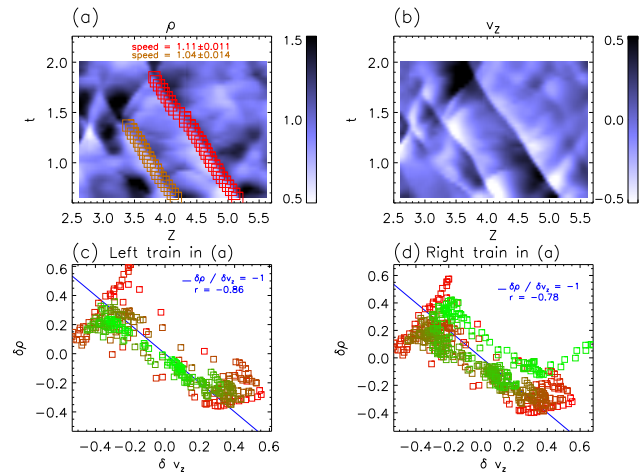 (a)
ρ
speed = 1.11±0.011
speed = 1.04±0.014
2.5
2.0
1.5
1.0
t
2.5 3.0 3.5 4.0 4.5 5.0 5.5
Z
1.5
1.0
0.5
(b)
v_Z
2.5
2.0
1.5
1.0
t
2.5 3.0 3.5 4.0 4.5 5.0 5.5
Z
0.5
0.0
−0.5
(c) Left train in (a)
δρ / δv_z = −1
r = −0.86
0.6
0.4
0.2
0.0
−0.2
−0.4
δρ
−0.4 −0.2 0.0 0.2 0.4 0.6
δ v_z
(d) Right train in (a)
δρ / δv_z = −1
r = −0.78
0.6
0.4
0.2
−0.0
−0.2
−0.4
δρ
−0.4 −0.2 0.0 0.2 0.4 0.6
δ v_z